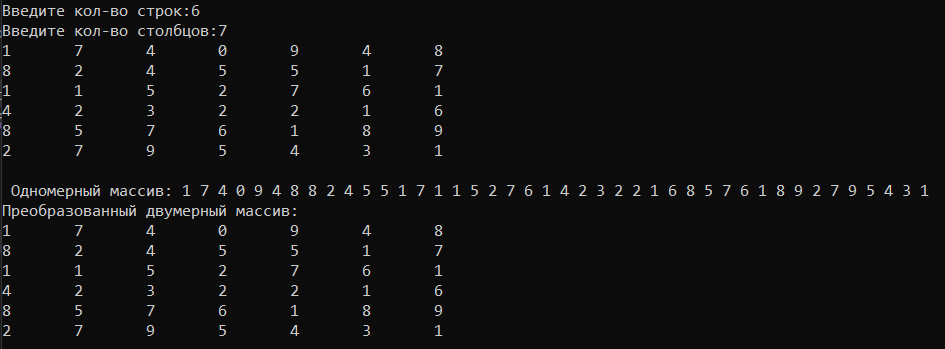 Введите кол-во строк:6
Введите кол-во столбцов:7
1 7 4 0 9 4 8
8 2 4 5 5 1 7
1 1 5 2 7 6 1
4 2 3 2 2 1 6
8 5 7 6 1 8 9
2 7 9 5 4 3 1
Одномерный массив: 1 7 4 0 9 4 8 8 2 4 5 5 1 7 1 1 5 2 7 6 1 4 2 3 2 2 1 6 8 5 7 6 1 8 9 2 7 9 5 4 3 1
Преобразованный двумерный массив:
1 7 4 0 9 4 8
8 2 4 5 5 1 7
1 1 5 2 7 6 1
4 2 3 2 2 1 6
8 5 7 6 1 8 9
2 7 9 5 4 3 1